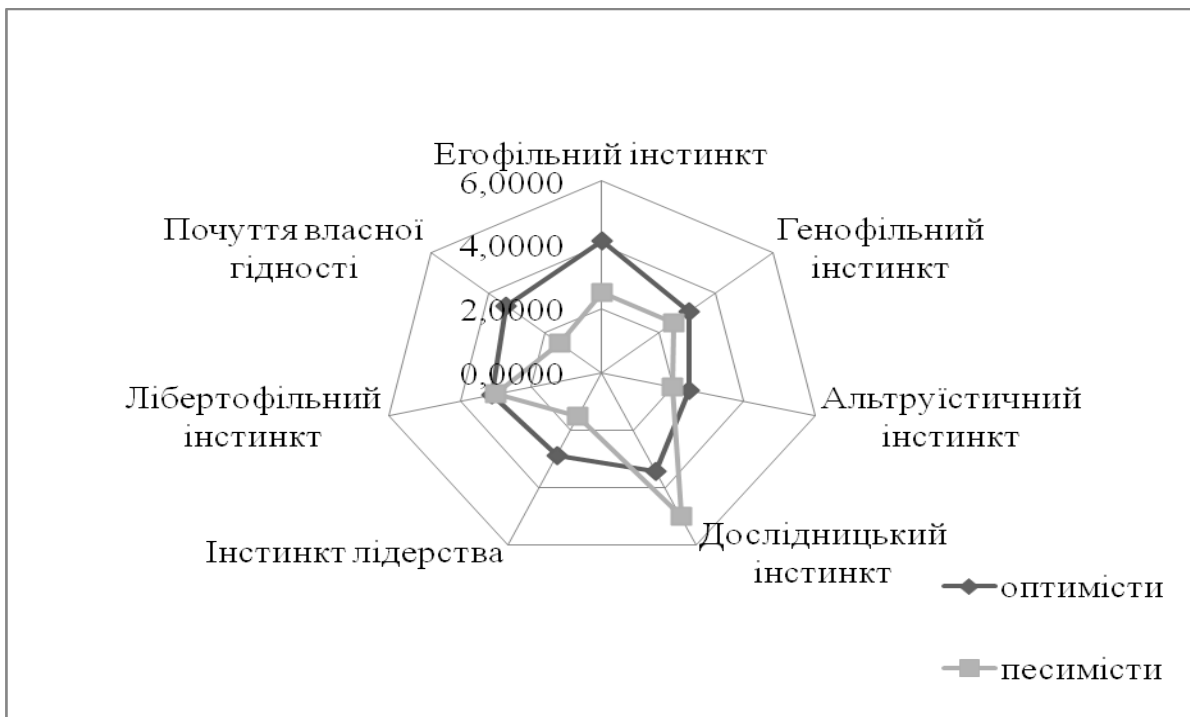 Егофільний інстинкт
6,0000
4,0000
2,0000
0,0000
Генофільний
інстинкт
Альтруїстичний
інстинкт
Дослідницький
інстинкт
Інстинкт лідерства
Лібертофільний
інстинкт
Почуття власної
гідності
оптимісти
песимісти